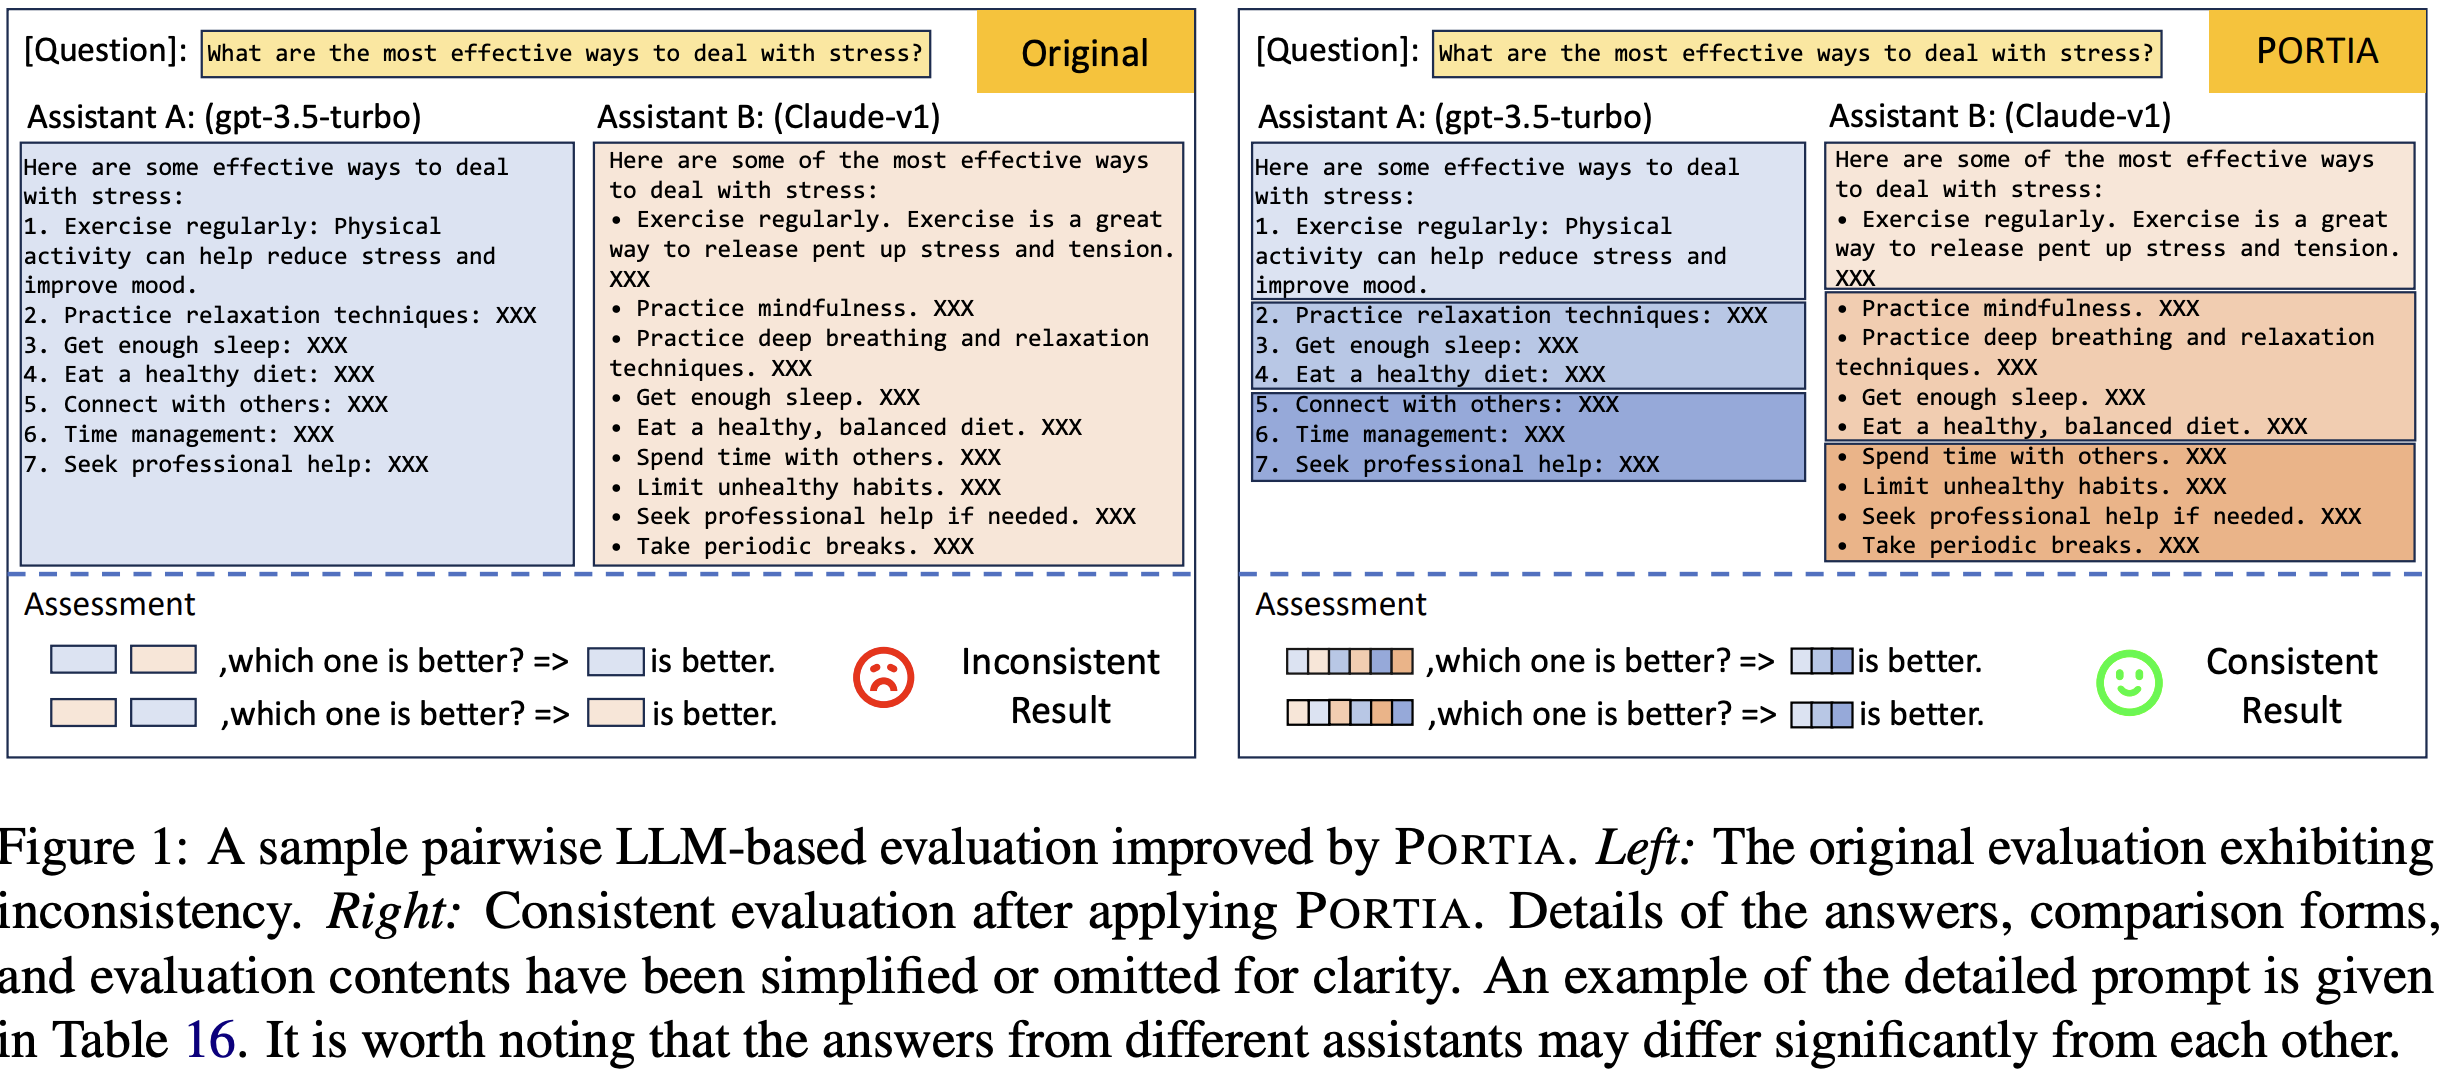 [Question]: What are the most effective ways to deal with stress?
Original
Assistant A: (gpt-3.5-turbo)
Here are some effective ways to deal
with stress:
1. Exercise regularly: Physical
activity can help reduce stress and
improve mood.
2. Practice relaxation techniques: XXX
3. Get enough sleep: XXX
4. Eat a healthy diet: XXX
5. Connect with others: XXX
6. Time management: XXX
7. Seek professional help: XXX
Assistant B: (Claude-v1)
Here are some of the most effective ways
to deal with stress:
• Exercise regularly. Exercise is a great
way to release pent up stress and tension.
XXX
• Practice mindfulness. XXX
• Practice deep breathing and relaxation
techniques. XXX
• Get enough sleep. XXX
• Eat a healthy, balanced diet. XXX
• Spend time with others. XXX
• Limit unhealthy habits. XXX
• Seek professional help if needed. XXX
• Take periodic breaks. XXX
Assessment
,which one is better? => is better.
,which one is better? => is better.
Inconsistent
Result
[Question]: What are the most effective ways to deal with stress?
PORTIA
Assistant A: (gpt-3.5-turbo)
Here are some effective ways to deal
with stress:
1. Exercise regularly: Physical
activity can help reduce stress and
improve mood.
2. Practice relaxation techniques: XXX
3. Get enough sleep: XXX
4. Eat a healthy diet: XXX
5. Connect with others: XXX
6. Time management: XXX
7. Seek professional help: XXX
Assistant B: (Claude-v1)
Here are some of the most effective ways
to deal with stress:
• Exercise regularly. Exercise is a great
way to release pent up stress and tension.
XXX
• Practice mindfulness. XXX
• Practice deep breathing and relaxation
techniques. XXX
• Get enough sleep. XXX
• Eat a healthy, balanced diet. XXX
• Spend time with others. XXX
• Limit unhealthy habits. XXX
• Seek professional help if needed. XXX
• Take periodic breaks. XXX
Assessment
,which one is better? => is better.
,which one is better? => is better.
Consistent
Result
Figure 1: A sample pairwise LLM-based evaluation improved by PORTIA. Left: The original evaluation exhibiting
inconsistency. Right: Consistent evaluation after applying PORTIA. Details of the answers, comparison forms,
and evaluation contents have been simplified or omitted for clarity. An example of the detailed prompt is given
in Table 16. It is worth noting that the answers from different assistants may differ significantly from each other.